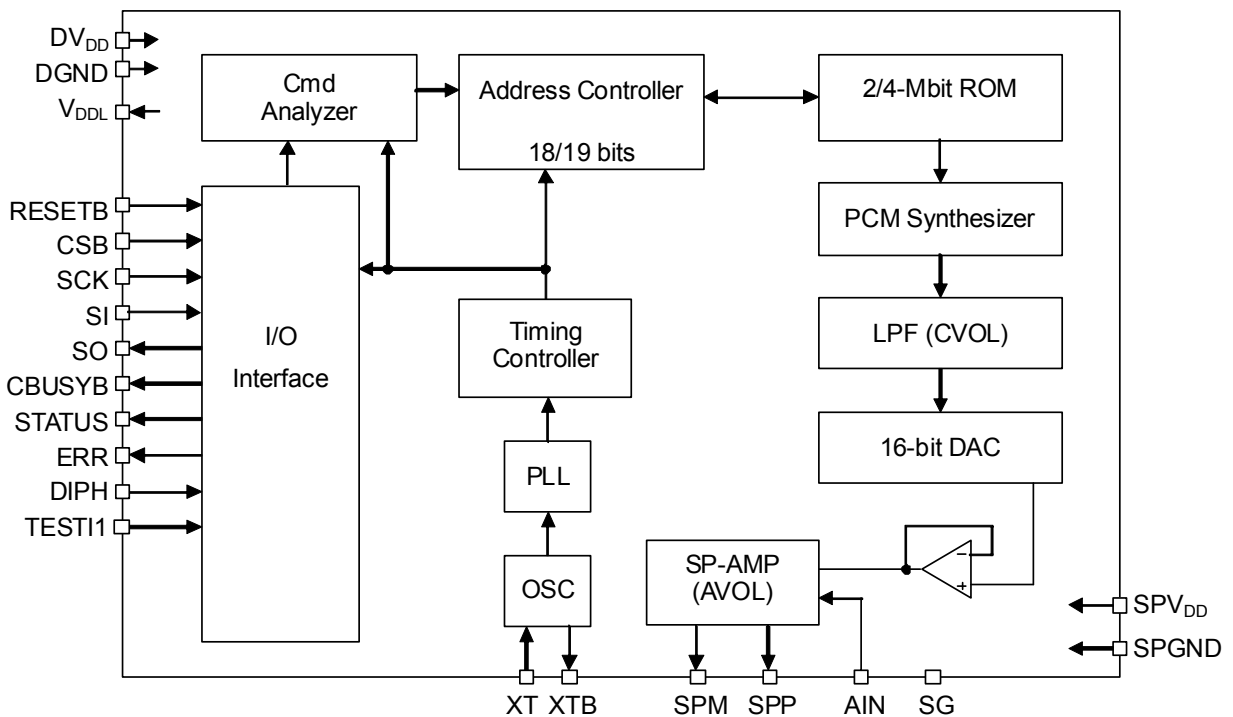 DVDD
DGND
VDDL
Cmd
Analyzer
Address Controller
18/19 bits
2/4-Mbit ROM
PCM Synthesizer
LPF (CVOL)
16-bit DAC
RESETB
CSB
SCK
SI
SO
CBUSYB
STATUS
ERR
DIPH
TESTI1
I/O
Interface
Timing
Controller
PLL
OSC
SP-AMP
(AVOL)
−
+
SPVDD
SPGND
XT
XTB
SPM
SPP
AIN
SG